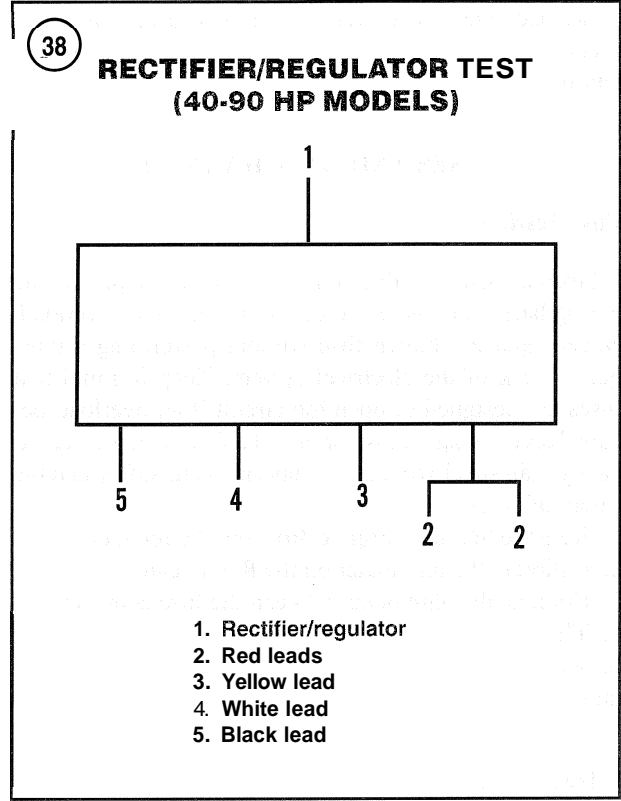 38
RECTIFIER/REGULATOR TEST
(40-90 HP MODELS)
1
5
4
3
2
2
1. Rectifier/regulator
2. Red leads
3. Yellow lead
4. White lead
5. Black lead